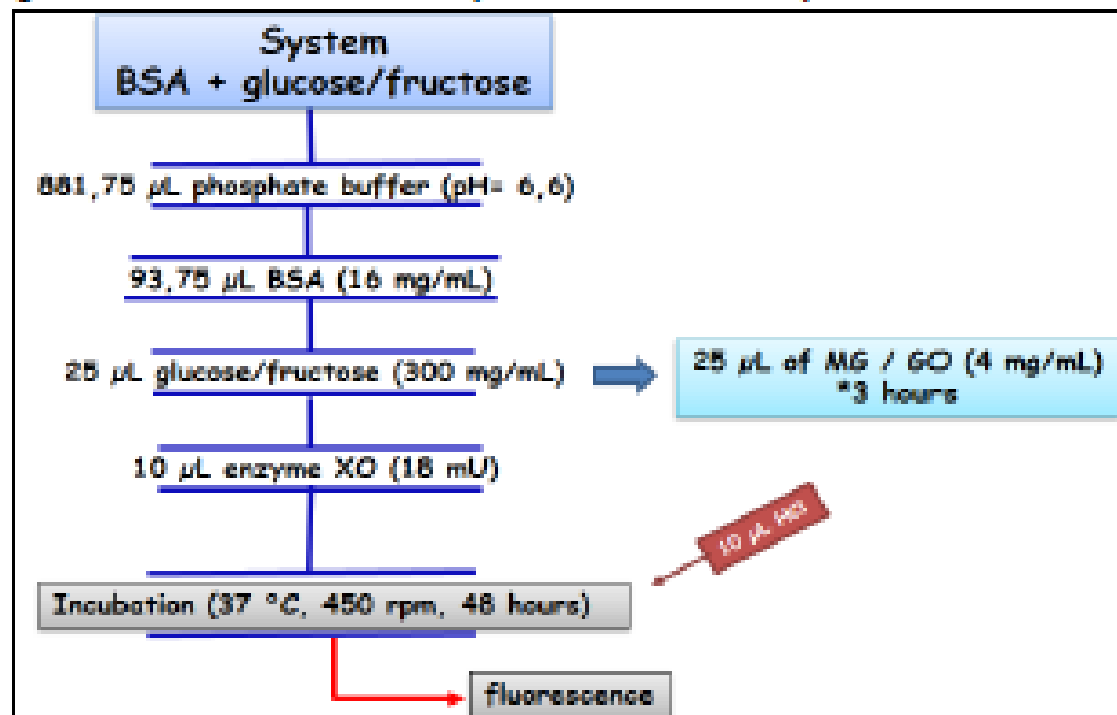 System
BSA + glucose/fructose
881,75 µL phosphate buffer (pH= 6,6)
93,75 µL BSA (16 mg/mL)
25 µL glucose/fructose (300 mg/mL)
25 µL of MG / GO (4 mg/mL)
*3 hours
10 µL enzyme XO (18 mU)
10 µL
Incubation (37 °C, 450 rpm, 48 hours)
fluorescence